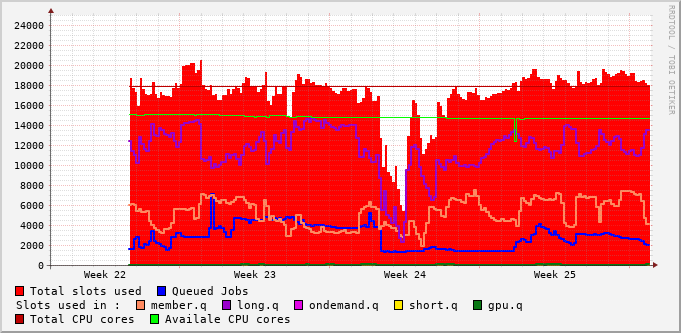 24000
22000
20000
18000
16000
14000
12000
10000
8000
6000
4000
2000
0
Week 22 Week 23 Week 24 Week 25
Total slots used Queued Jobs
Slots used in : member.q long.q ondemand.q short.q gpu.q
Total CPU cores Availale CPU cores
RRDTOOL / TOBI OETIKER